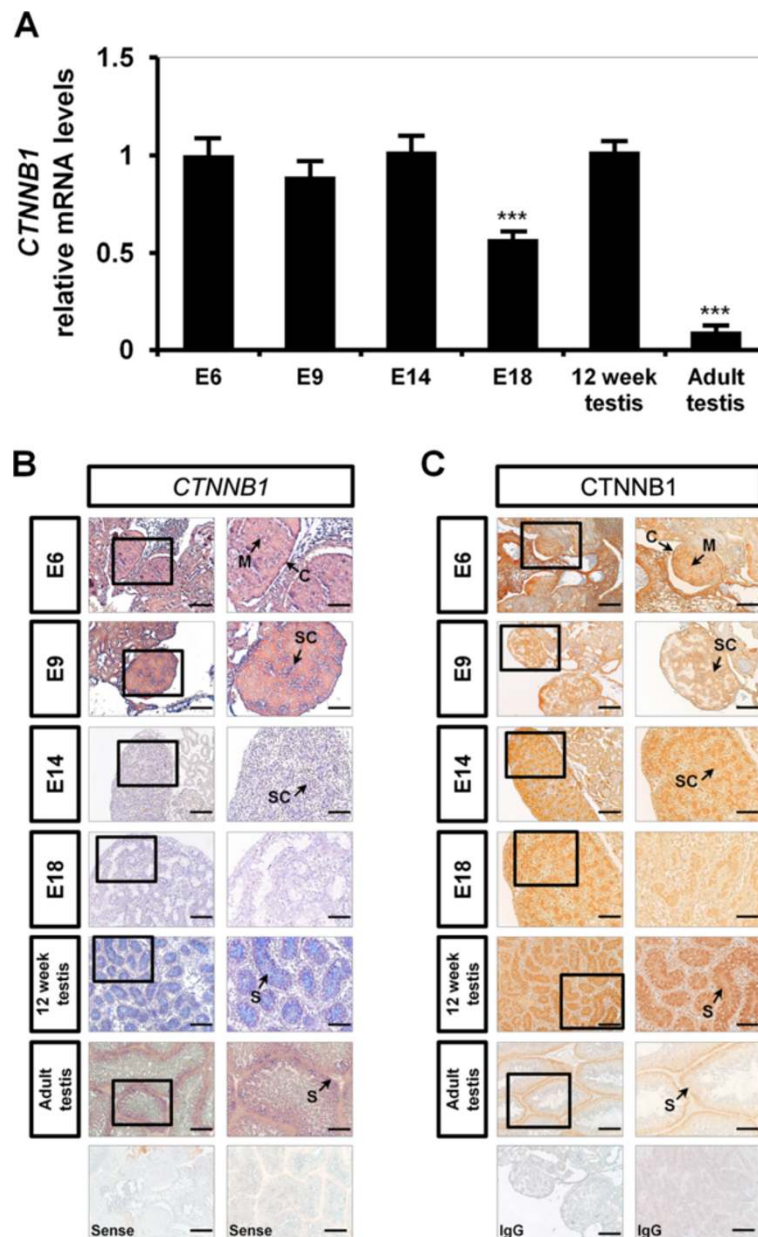 A
CTNNB1
relative mRNA levels
1.5
1
0.5
0
***
***
E6 E9 E14 E18 12 week testis Adult testis
B
CTNNB1
E6
M
C
E9
SC
E14
SC
E18
12 week
testis
S
Adult
testis
S
Sense
Sense
C
CTNNB1
E6
C
M
E9
SC
E14
SC
E18
12 week
testis
S
Adult
testis
S
IgG
IgG